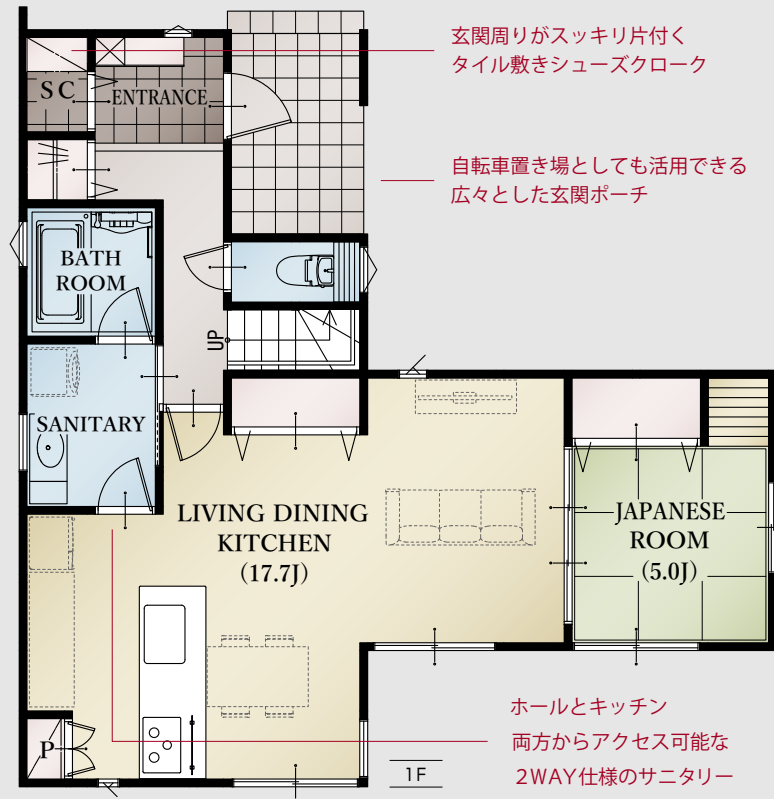 玄関周りがスッキリ片付く
タイル敷きシューズクローク
SC
ENTRANCE
自転車置き場としても活用できる
広々とした玄関ポーチ
BATH
ROOM
UP
SANITARY
LIVING DINING
KITCHEN
(17.7J)
JAPANESE
ROOM
(5.0J)
P
ホールとキッチン
両方からアクセス可能な
2WAY仕様のサニタリー
1F